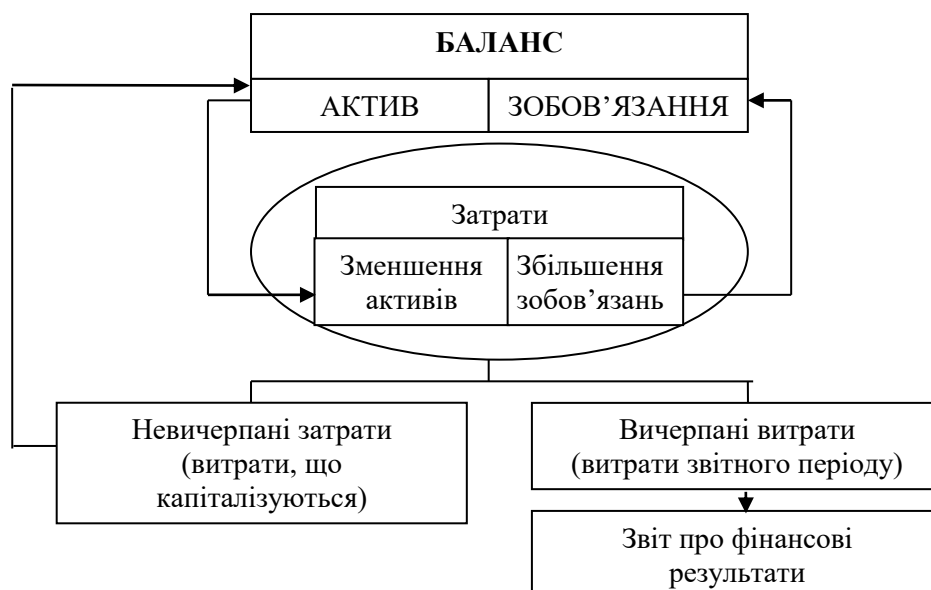 БАЛАНС
АКТИВ
ЗОБОВ’ЯЗАННЯ
Затрати
Зменшення
активів
Збільшення
зобов’язань
Невичерпані затрати
(витрати, що
капіталізуються)
Вичерпані витрати
(витрати звітного періоду)
Звіт про фінансові
результати